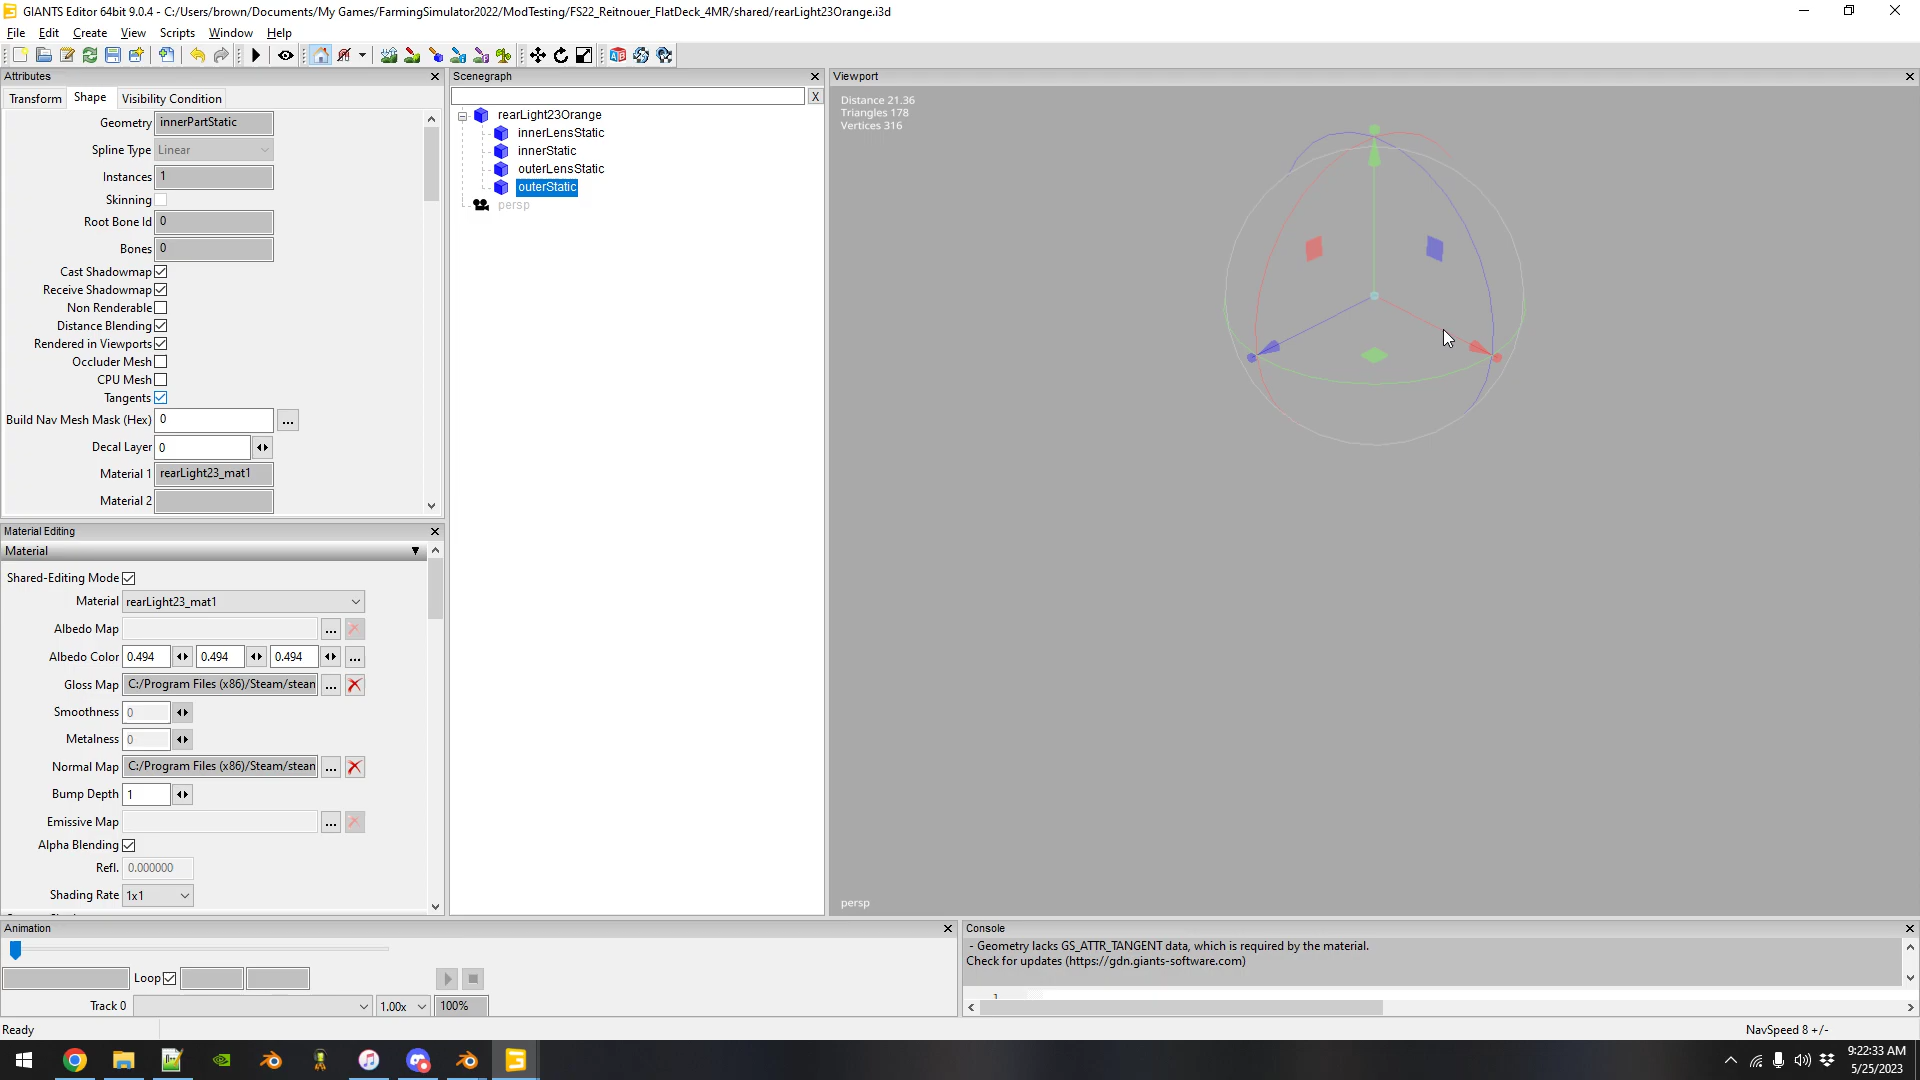 GIANTS Editor 64bit 9.0.4 - C:/Users/brown/Documents/My Games/FarmingSimulator2022/ModTesting/FS22_Reitnouer_FlatDeck_4MR/shared/rearLight23Orange.i3d
File Edit Create View Scripts Window Help
Attributes
Transform Shape Visibility Condition
Geometry innerPartStatic
Spline Type Linear
Instances 1
Skinning
Root Bone Id 0
Bones 0
Cast Shadowmap
Receive Shadowmap
Non Renderable
Distance Blending
Rendered in Viewports
Occluder Mesh
CPU Mesh
Tangents
Build Nav Mesh Mask (Hex) 0 ...
Decal Layer 0
Material 1 rearLight23_mat1
Material 2
Material Editing
Material
Shared-Editing Mode
Material rearLight23_mat1
Albedo Map ...
Albedo Color 0.494 0.494 0.494 ...
Gloss Map C:/Program Files (x86)/Steam/stean ...
Smoothness 0
Metalness 0
Normal Map C:/Program Files (x86)/Steam/stean ...
Bump Depth 1
Emissive Map ...
Alpha Blending
Refl. 0.000000
Shading Rate 1x1
Scenegraph
X
rearLight23Orange
innerLensStatic
innerStatic
outerLensStatic
outerStatic
persp
Viewport
Distance 21.36
Triangles 178
Vertices 316
persp
Animation
Loop
Track 0 1.00x 100%
Console
- Geometry lacks GS_ATTR_TANGENT data, which is required by the material.
Check for updates (https://gdn.giants-software.com)
1
Ready
NavSpeed 8 +/-
9:22:33 AM
5/25/2023